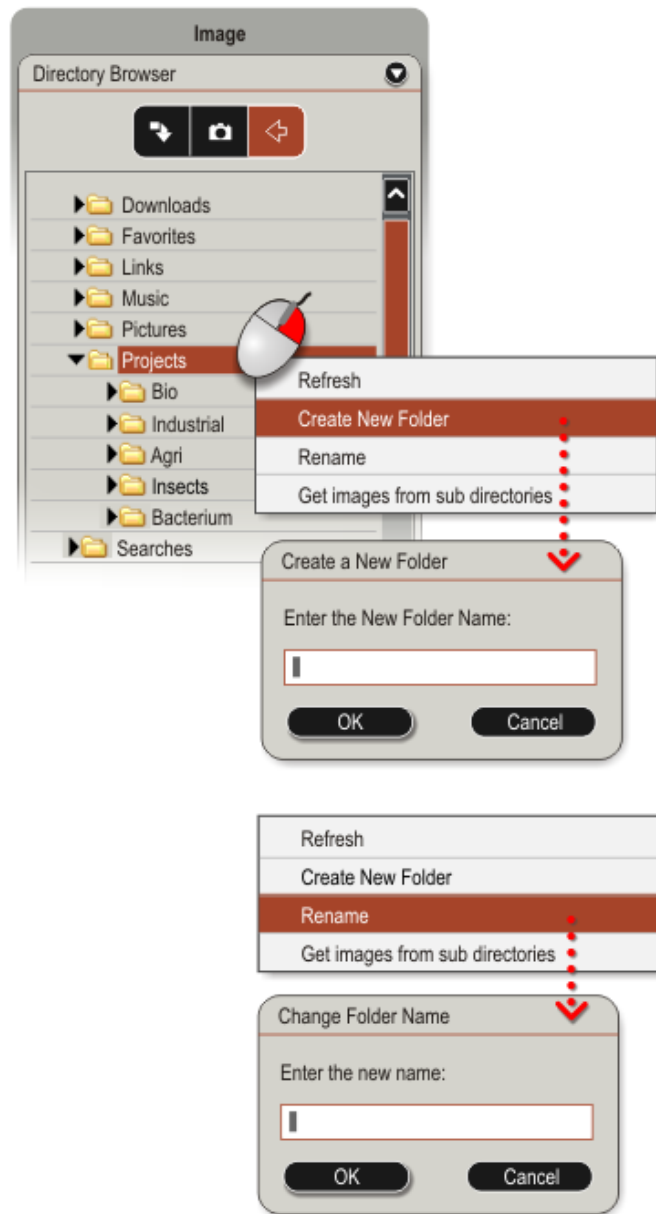 Image
Directory Browser
Downloads
Favorites
Links
Music
Pictures
Projects
Bio
Industrial
Agri
Insects
Bacterium
Searches
Refresh
Create New Folder
Rename
Get images from sub directories
Create a New Folder
Enter the New Folder Name:
OK Cancel
Refresh
Create New Folder
Rename
Get images from sub directories
Change Folder Name
Enter the new name:
OK Cancel